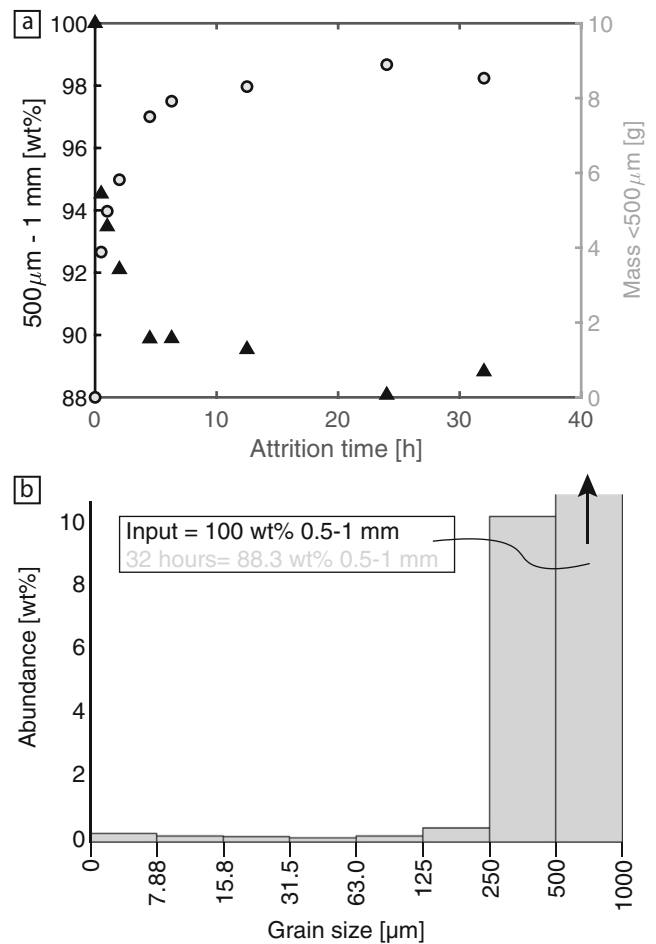 a
100
98
96
94
92
90
88
500μm - 1 mm [wt%]
10
8
6
4
2
0
Mass <500μm [g]
0 10 20 30 40
Attrition time [h]
b
10
8
6
4
2
0
Abundance [wt%]
Input = 100 wt% 0.5-1 mm
32 hours= 88.3 wt% 0.5-1 mm
0 7.88 15.8 31.5 63.0 125 250 500 1000
Grain size [μm]